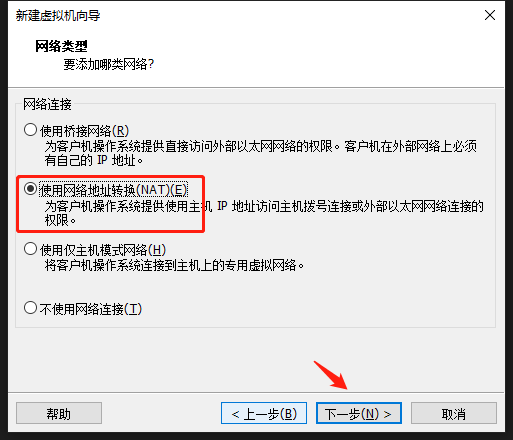 新建虚拟机向导
网络类型
要添加哪类网络?
网络连接
使用桥接网络(R)
为客户机操作系统提供直接访问外部以太网网络的权限。客户机在外部网络上必须
有自己的 IP 地址。
使用网络地址转换(NAT)(E)
为客户机操作系统提供使用主机 IP 地址访问主机拨号连接或外部以太网网络连接的
权限。
使用仅主机模式网络(H)
将客户机操作系统连接到主机上的专用虚拟网络。
不使用网络连接(T)
帮助
< 上一步(B)
下一步(N) >
取消